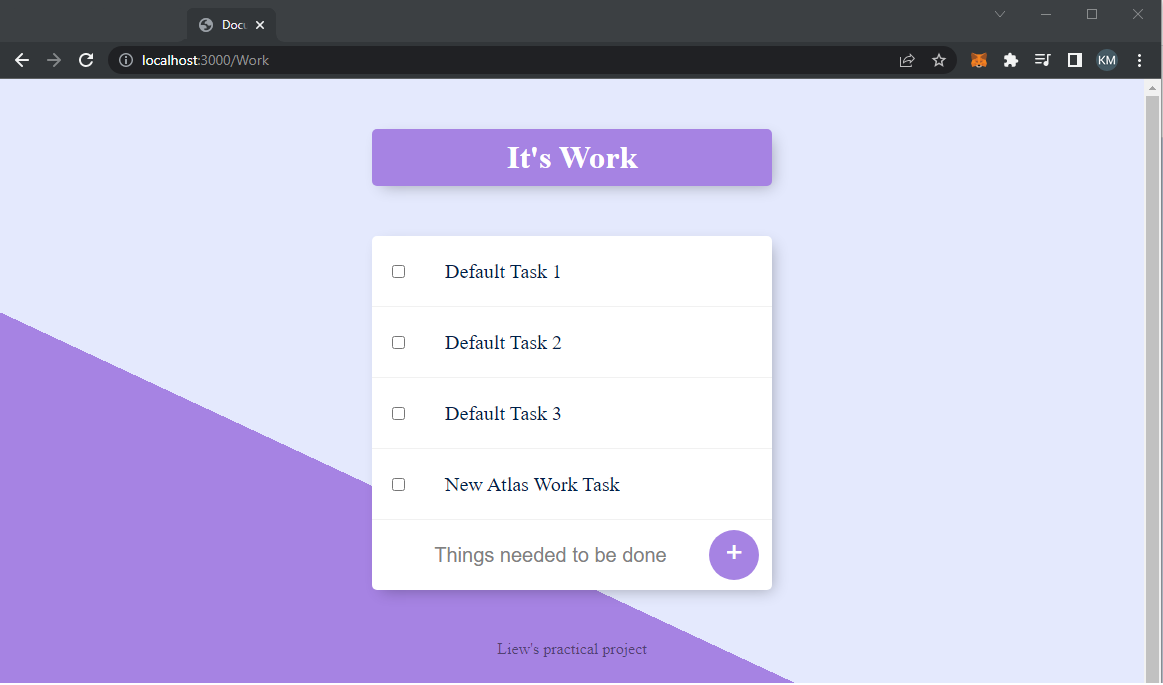 Docu
localhost:3000/Work
KM
It's Work
Default Task 1
Default Task 2
Default Task 3
New Atlas Work Task
Things needed to be done
+
Liew's practical project